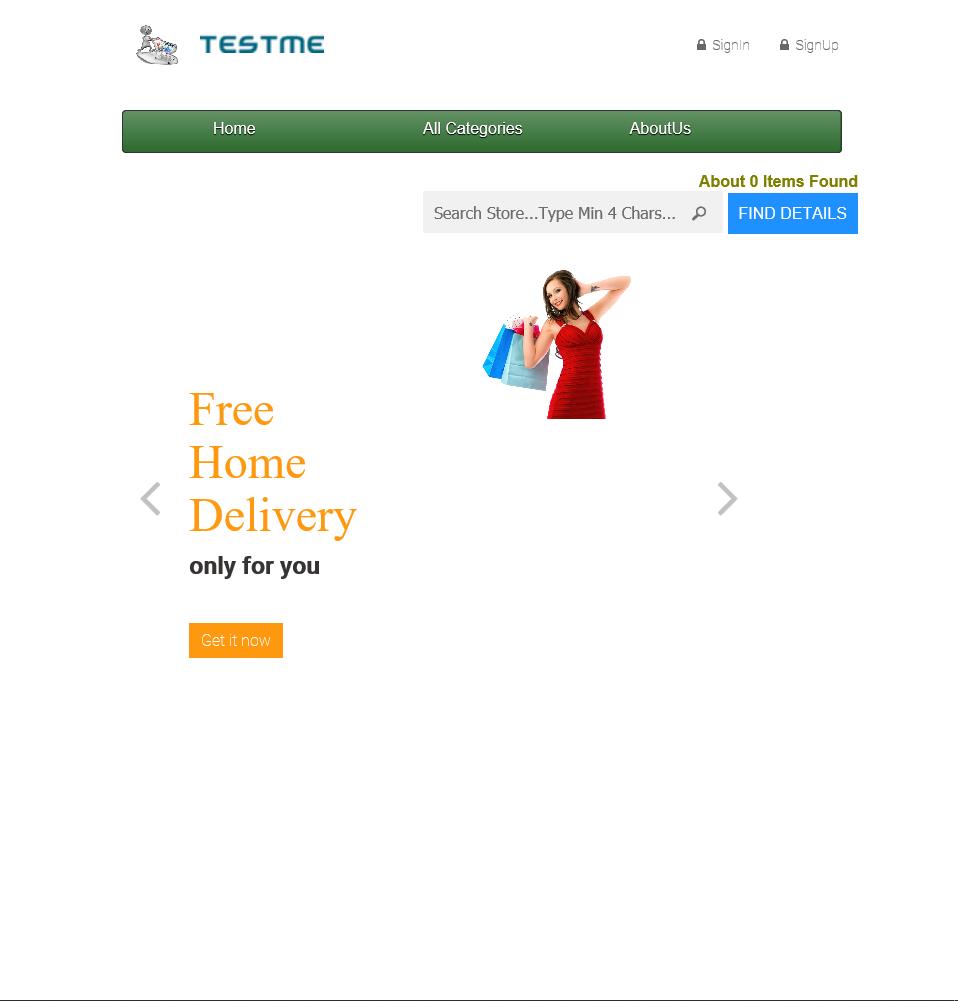 TESTME
SignIn SignUp
Home All Categories AboutUs
About 0 Items Found
Search Store...Type Min 4 Chars... FIND DETAILS
Free
Home
Delivery
only for you
Get it now